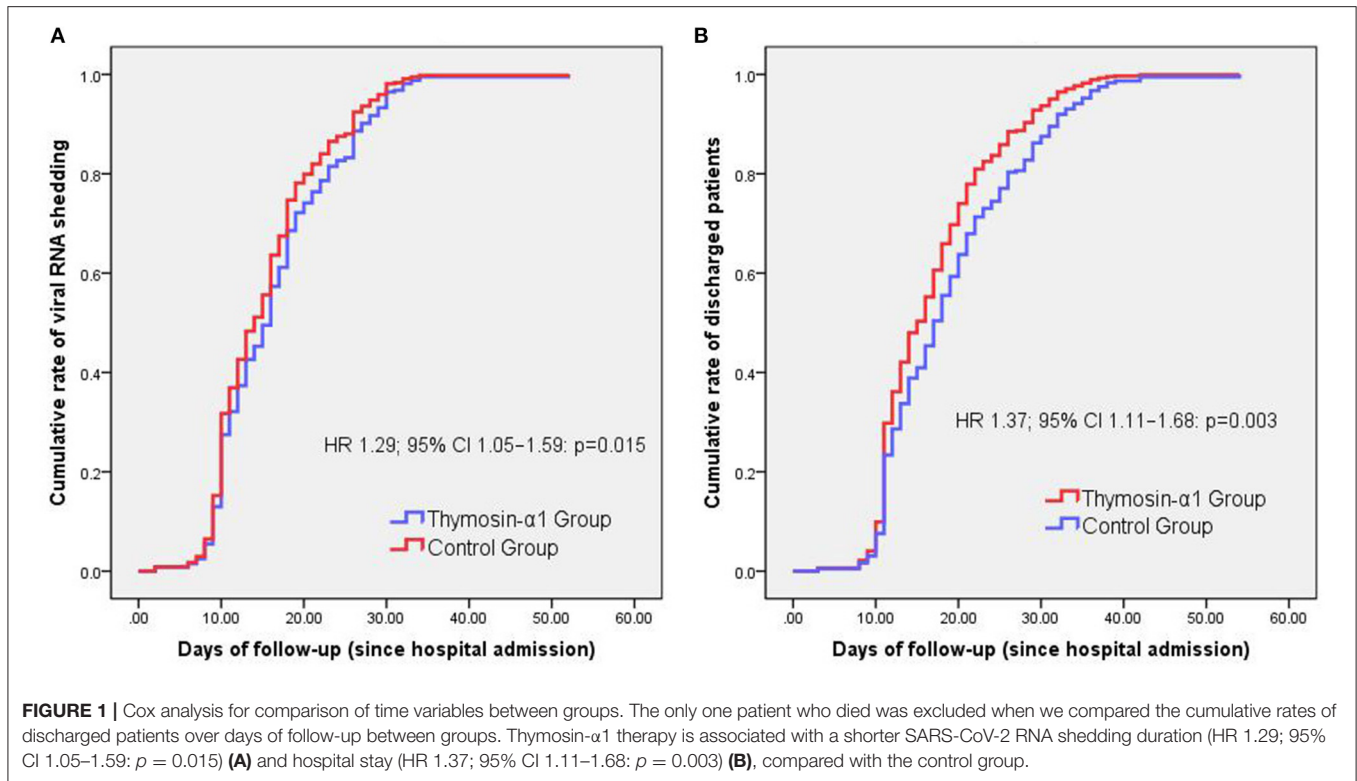 A
Cumulative rate of viral RNA shedding
1.0
0.8
0.6
0.4
0.2
0.0
HR 1.29; 95% CI 1.05–1.59: p=0.015
Thymosin-α1 Group
Control Group
.00 10.00 20.00 30.00 40.00 50.00 60.00
Days of follow-up (since hospital admission)
B
Cumulative rate of discharged patients
1.0
0.8
0.6
0.4
0.2
0.0
HR 1.37; 95% CI 1.11–1.68: p=0.003
Thymosin-α1 Group
Control Group
.00 10.00 20.00 30.00 40.00 50.00 60.00
Days of follow-up (since hospital admission)
FIGURE 1 | Cox analysis for comparison of time variables between groups. The only one patient who died was excluded when we compared the cumulative rates of
discharged patients over days of follow-up between groups. Thymosin-α1 therapy is associated with a shorter SARS-CoV-2 RNA shedding duration (HR 1.29; 95%
CI 1.05–1.59: p = 0.015) (A) and hospital stay (HR 1.37; 95% CI 1.11–1.68: p = 0.003) (B), compared with the control group.